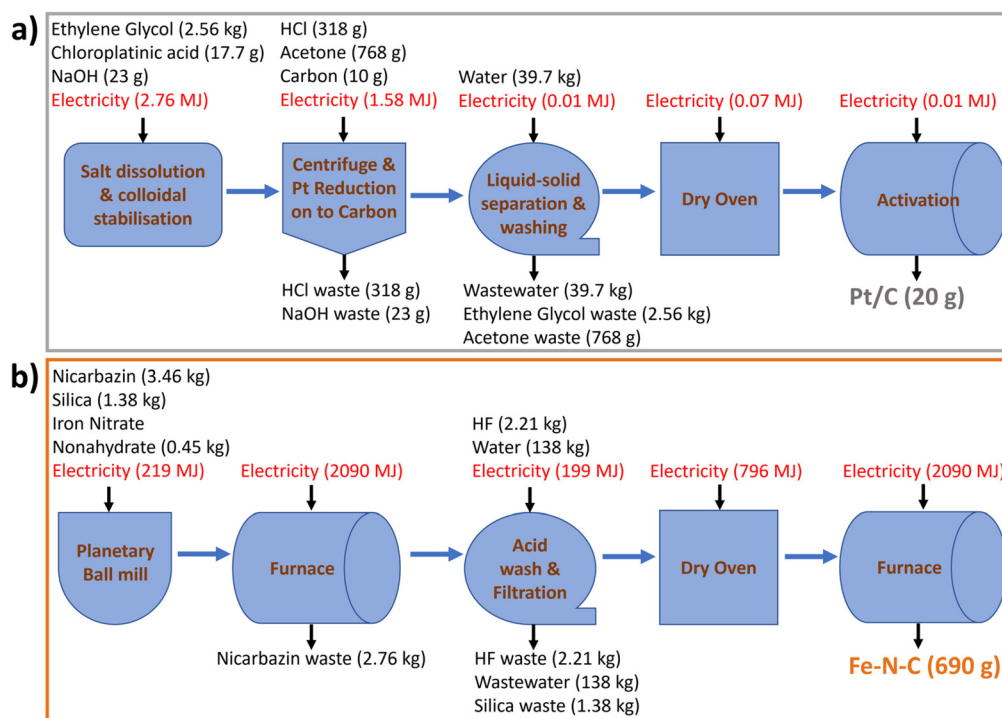 a)
Ethylene Glycol (2.56 kg)
Chloroplatinic acid (17.7 g)
NaOH (23 g)
Electricity (2.76 MJ)
HCl (318 g)
Acetone (768 g)
Carbon (10 g)
Electricity (1.58 MJ)
Water (39.7 kg)
Electricity (0.01 MJ)
Electricity (0.07 MJ)
Electricity (0.01 MJ)
Salt dissolution
& colloidal
stabilisation
Centrifuge &
Pt Reduction
on to Carbon
Liquid-solid
separation &
washing
Dry Oven
Activation
HCl waste (318 g)
NaOH waste (23 g)
Wastewater (39.7 kg)
Ethylene Glycol waste (2.56 kg)
Acetone waste (768 g)
Pt/C (20 g)
b)
Nicarbazin (3.46 kg)
Silica (1.38 kg)
Iron Nitrate
Nonahydrate (0.45 kg)
Electricity (219 MJ)
Electricity (2090 MJ)
HF (2.21 kg)
Water (138 kg)
Electricity (199 MJ)
Electricity (796 MJ)
Electricity (2090 MJ)
Planetary
Ball mill
Furnace
Acid
wash &
Filtration
Dry Oven
Furnace
Nicarbazin waste (2.76 kg)
HF waste (2.21 kg)
Wastewater (138 kg)
Silica waste (1.38 kg)
Fe-N-C (690 g)